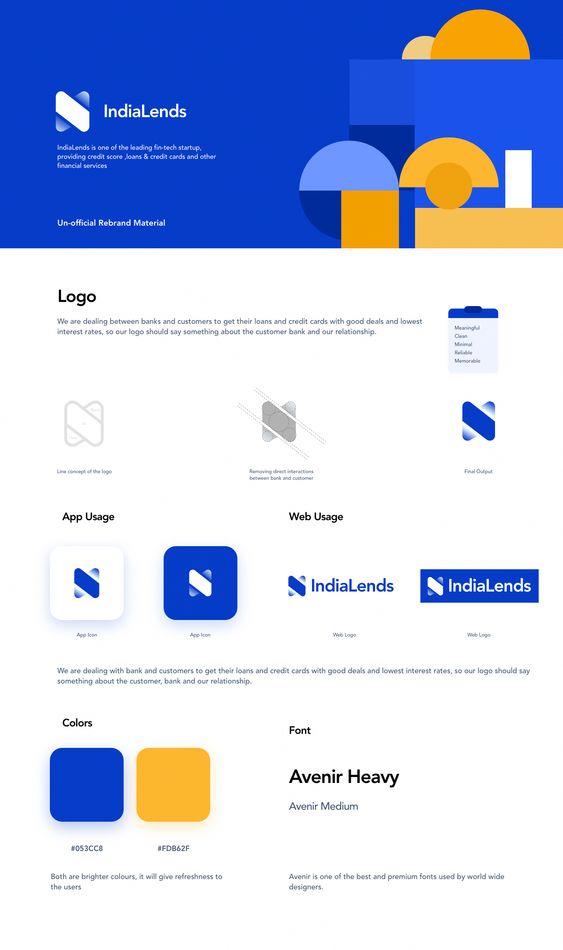 IndiaLends
IndiaLends is one of the leading fin-tech startup,
providing credit score ,loans & credit cards and other
financial services
Un-official Rebrand Material
Logo
We are dealing between banks and customers to get their loans and credit cards with good deals and lowest
interest rates, so our logo should say something about the customer bank and our relationship.
Meaningful
Clean
Minimal
Reliable
Memorable
Line concept of the logo
Removing direct interactions
between bank and customer
Final Output
App Usage
Web Usage
IndiaLends
IndiaLends
App Icon
App Icon
Web Logo
Web Logo
We are dealing with bank and customers to get their loans and credit cards with good deals and lowest interest rates, so our logo should say
something about the customer, bank and our relationship.
Colors
Font
Avenir Heavy
Avenir Medium
#053CC8
#FDB62F
Both are brighter colours, it will give refreshness to
the users
Avenir is one of the best and premium fonts used by world wide
designers.